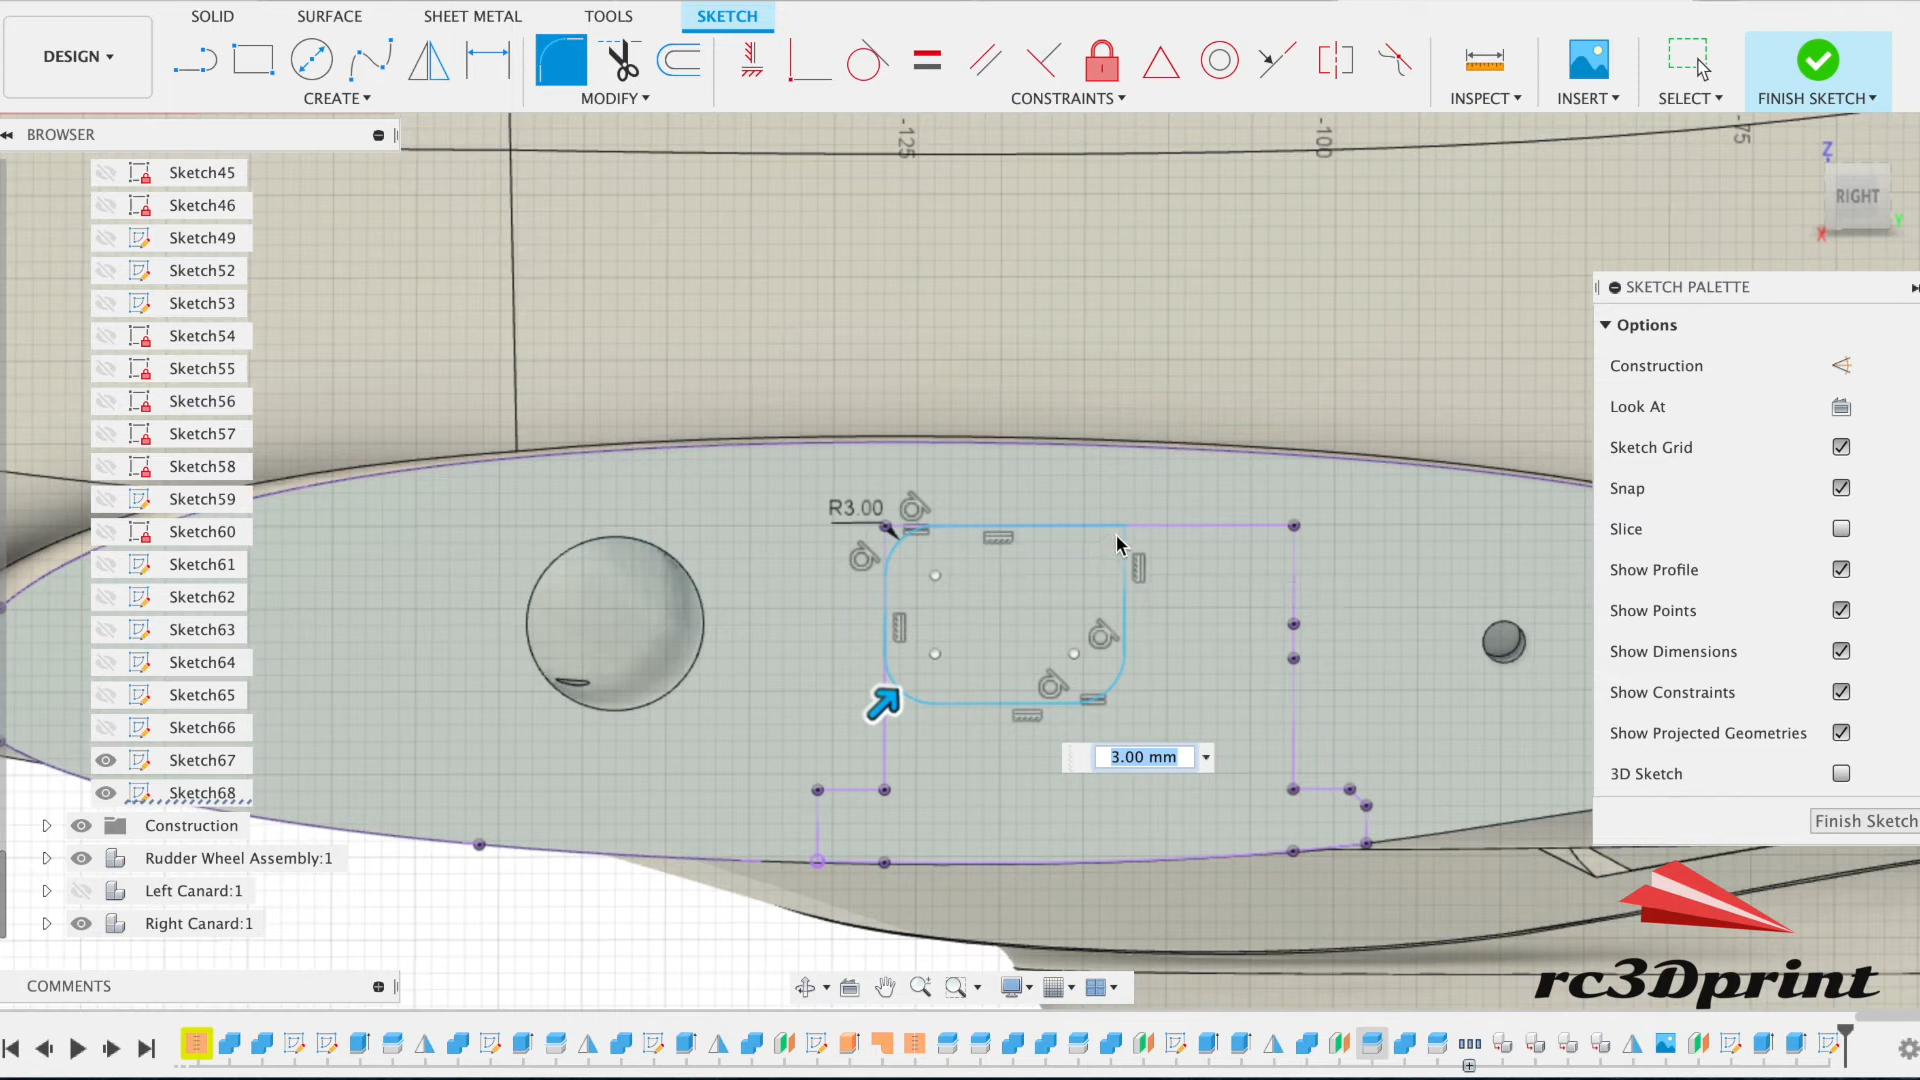 SOLID SURFACE SHEET METAL TOOLS SKETCH
DESIGN
CREATE MODIFY CONSTRAINTS INSPECT INSERT SELECT FINISH SKETCH
BROWSER
-125 -100 -75
Z
RIGHT
Y
X
Sketch45
Sketch46
Sketch49
Sketch52
Sketch53
Sketch54
Sketch55
Sketch56
Sketch57
Sketch58
Sketch59
Sketch60
Sketch61
Sketch62
Sketch63
Sketch64
Sketch65
Sketch66
Sketch67
Sketch68
Construction
Rudder Wheel Assembly:1
Left Canard:1
Right Canard:1
R3.00
3.00 mm
SKETCH PALETTE
Options
Construction
Look At
Sketch Grid
Snap
Slice
Show Profile
Show Points
Show Dimensions
Show Constraints
Show Projected Geometries
3D Sketch
Finish Sketch
COMMENTS
rc3Dprint